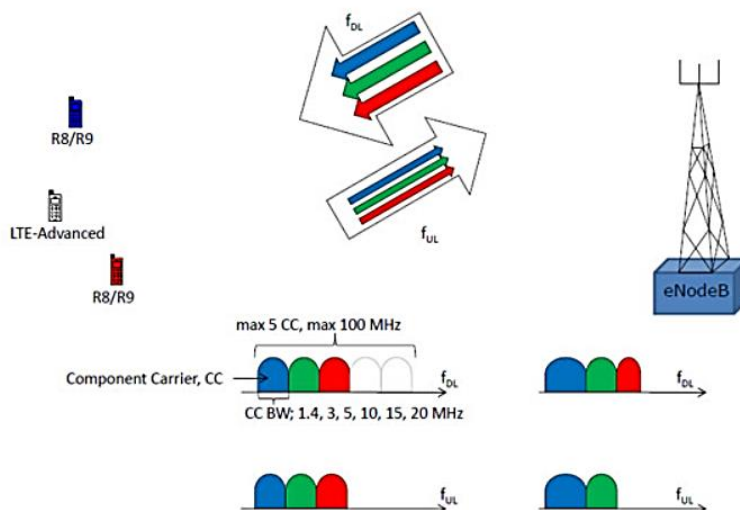 f_DL
R8/R9
LTE-Advanced
R8/R9
f_UL
eNodeB
max 5 CC, max 100 MHz
Component Carrier, CC
f_DL
f_DL
CC BW; 1.4, 3, 5, 10, 15, 20 MHz
f_UL
f_UL